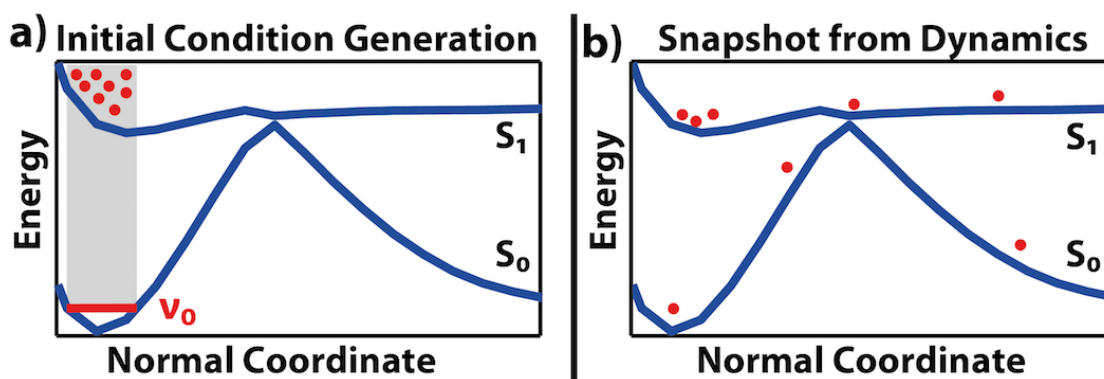 a) Initial Condition Generation
Energy
S₁
S₀
ν₀
Normal Coordinate
b) Snapshot from Dynamics
Energy
S₁
S₀
Normal Coordinate